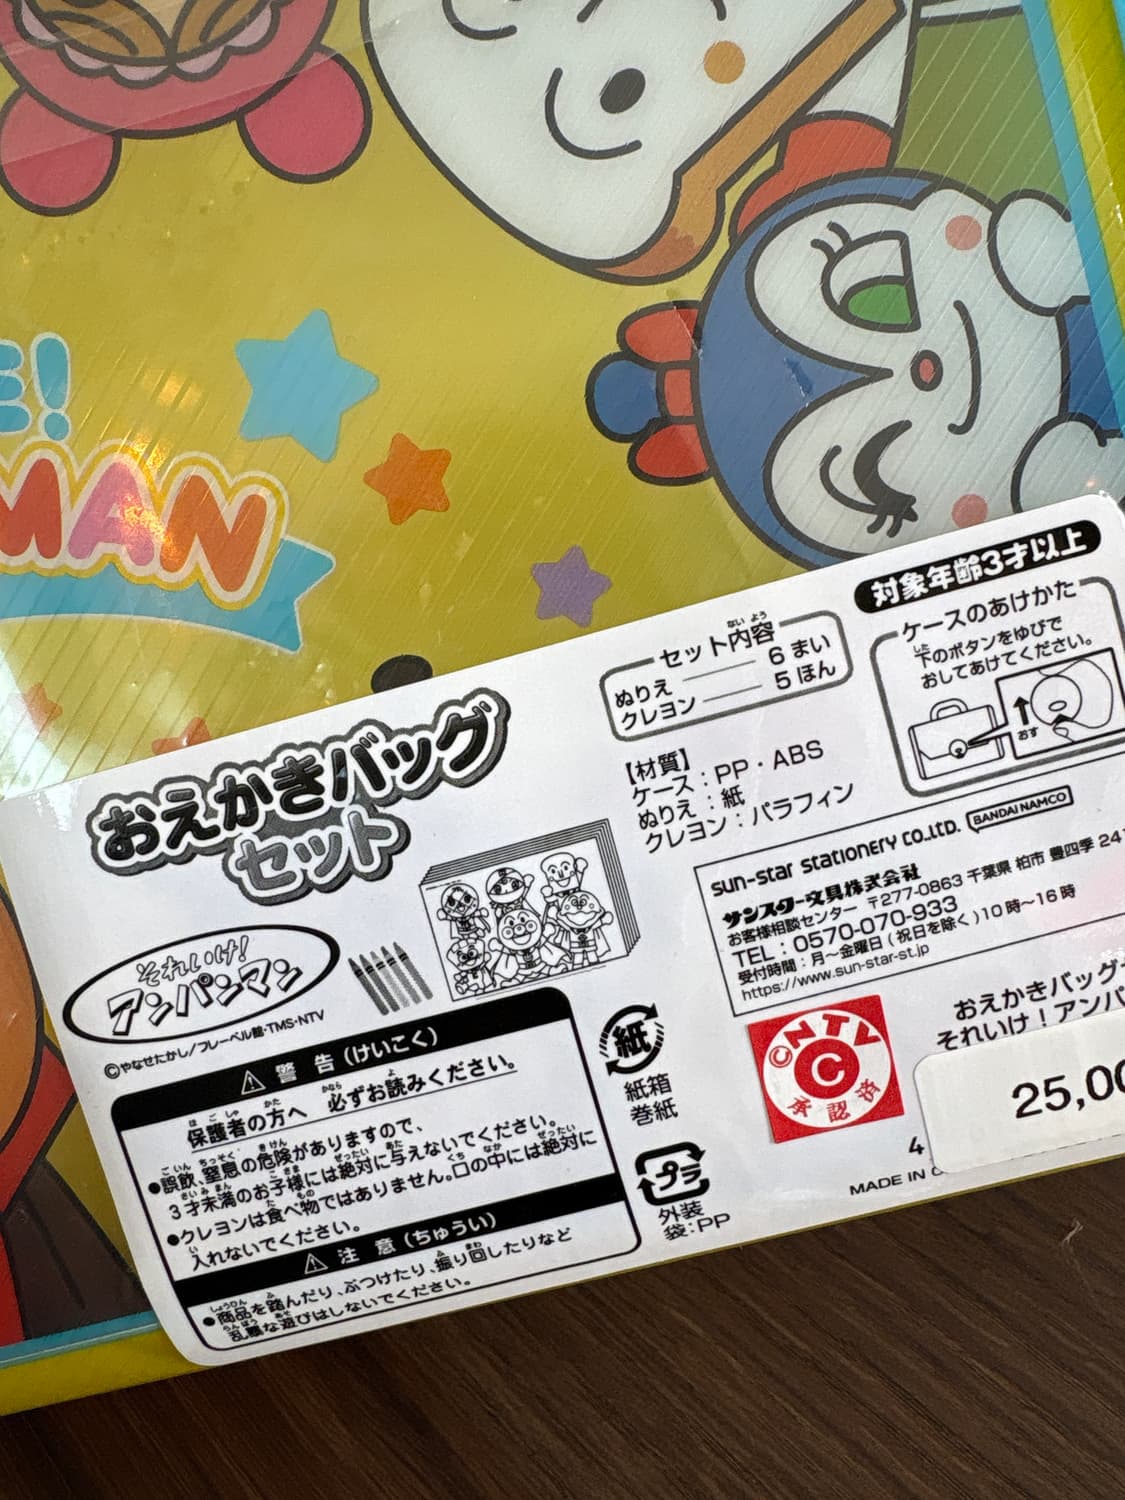 E!
MAN
対象年齢3才以上
ケースのあけかた
下のボタンをゆびで
おしてあけてください。
おす
セット内容
ぬりえ 6まい
クレヨン 5ほん
【材質】
ケース:PP・ABS
ぬりえ:紙
クレヨン:パラフィン
おえかきバッグ
セット
それいけ!
アンパンマン
©やなせたかし/フレーベル館・TMS・NTV
sun-star stationery co.,ltd. BANDAI NAMCO
サンスター文具株式会社
お客様相談センター 〒277-0863 千葉県 柏市 豊四季 241
TEL:0570-070-933
受付時間:月~金曜日(祝日を除く)10時~16時
https://www.sun-star-st.jp
警告(けいこく)
保護者の方へ 必ずお読みください。
●誤飲、窒息の危険がありますので、
3才未満のお子様には絶対に与えないでください。
●クレヨンは食べ物ではありません。口の中には絶対に
入れないでください。
注意(ちゅうい)
●商品を踏んだり、ぶつけたり、振り回したりなど
乱暴な遊びはしないでください。
紙
紙箱
巻紙
プラ
外装
袋:PP
NTV
C
承認済
おえかきバッグ
それいけ!アンパ
25,00
4
MADE IN C